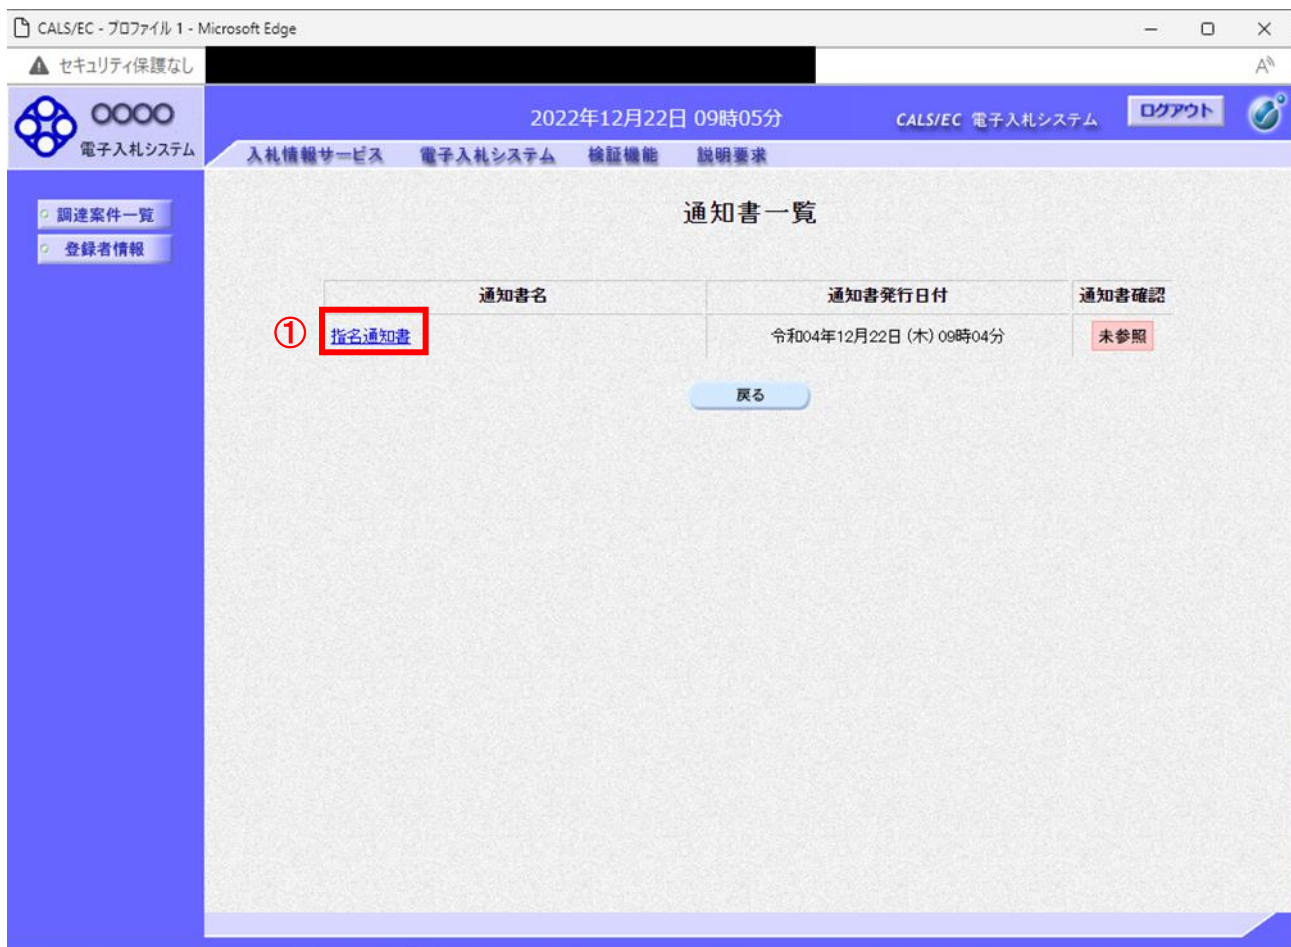 CALS/EC - プロファイル 1 - Microsoft Edge
セキュリティ保護なし
OOOO
電子入札システム
2022年12月22日 09時05分
CALS/EC 電子入札システム
ログアウト
入札情報サービス 電子入札システム 検証機能 説明要求
調達案件一覧
登録者情報
通知書一覧
通知書名 通知書発行日付 通知書確認
① 指名通知書 令和04年12月22日 (木) 09時04分 未参照
戻る